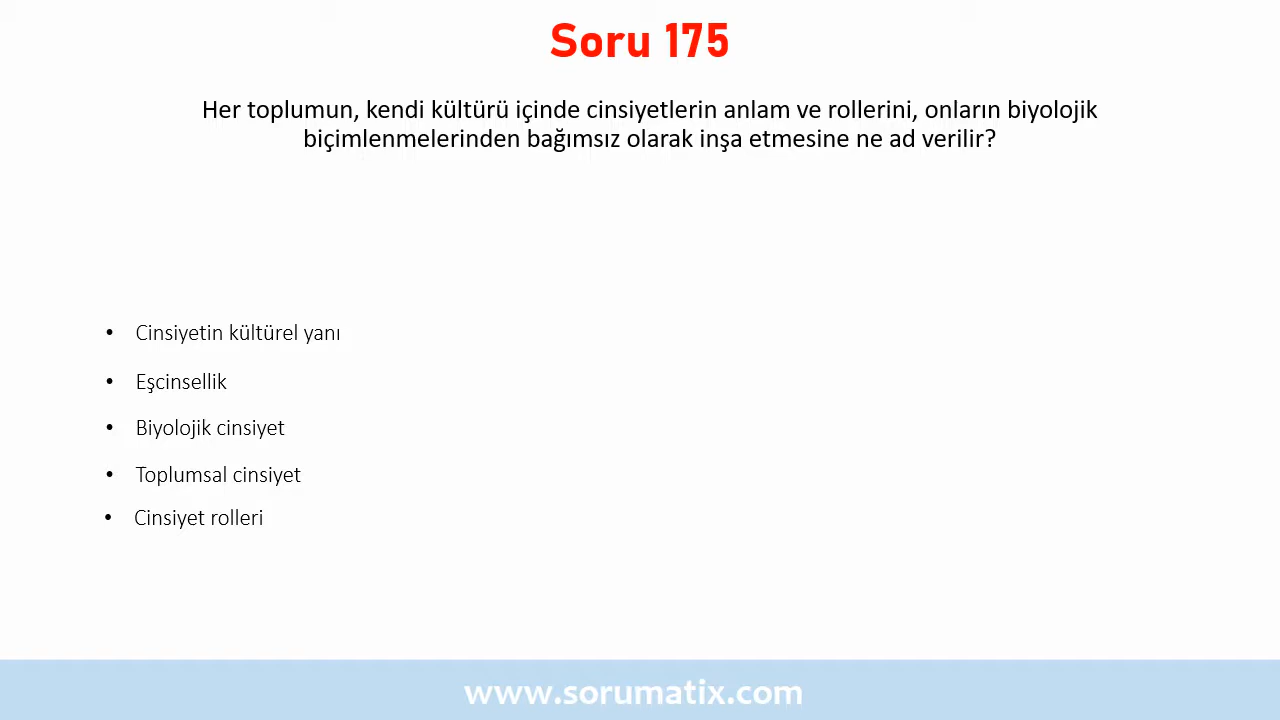 Soru 175
Her toplumun, kendi kültürü içinde cinsiyetlerin anlam ve rollerini, onların biyolojik
biçimlenmelerinden bağımsız olarak inşa etmesine ne ad verilir?
• Cinsiyetin kültürel yanı
• Eşcinsellik
• Biyolojik cinsiyet
• Toplumsal cinsiyet
• Cinsiyet rolleri
www.sorumatix.com